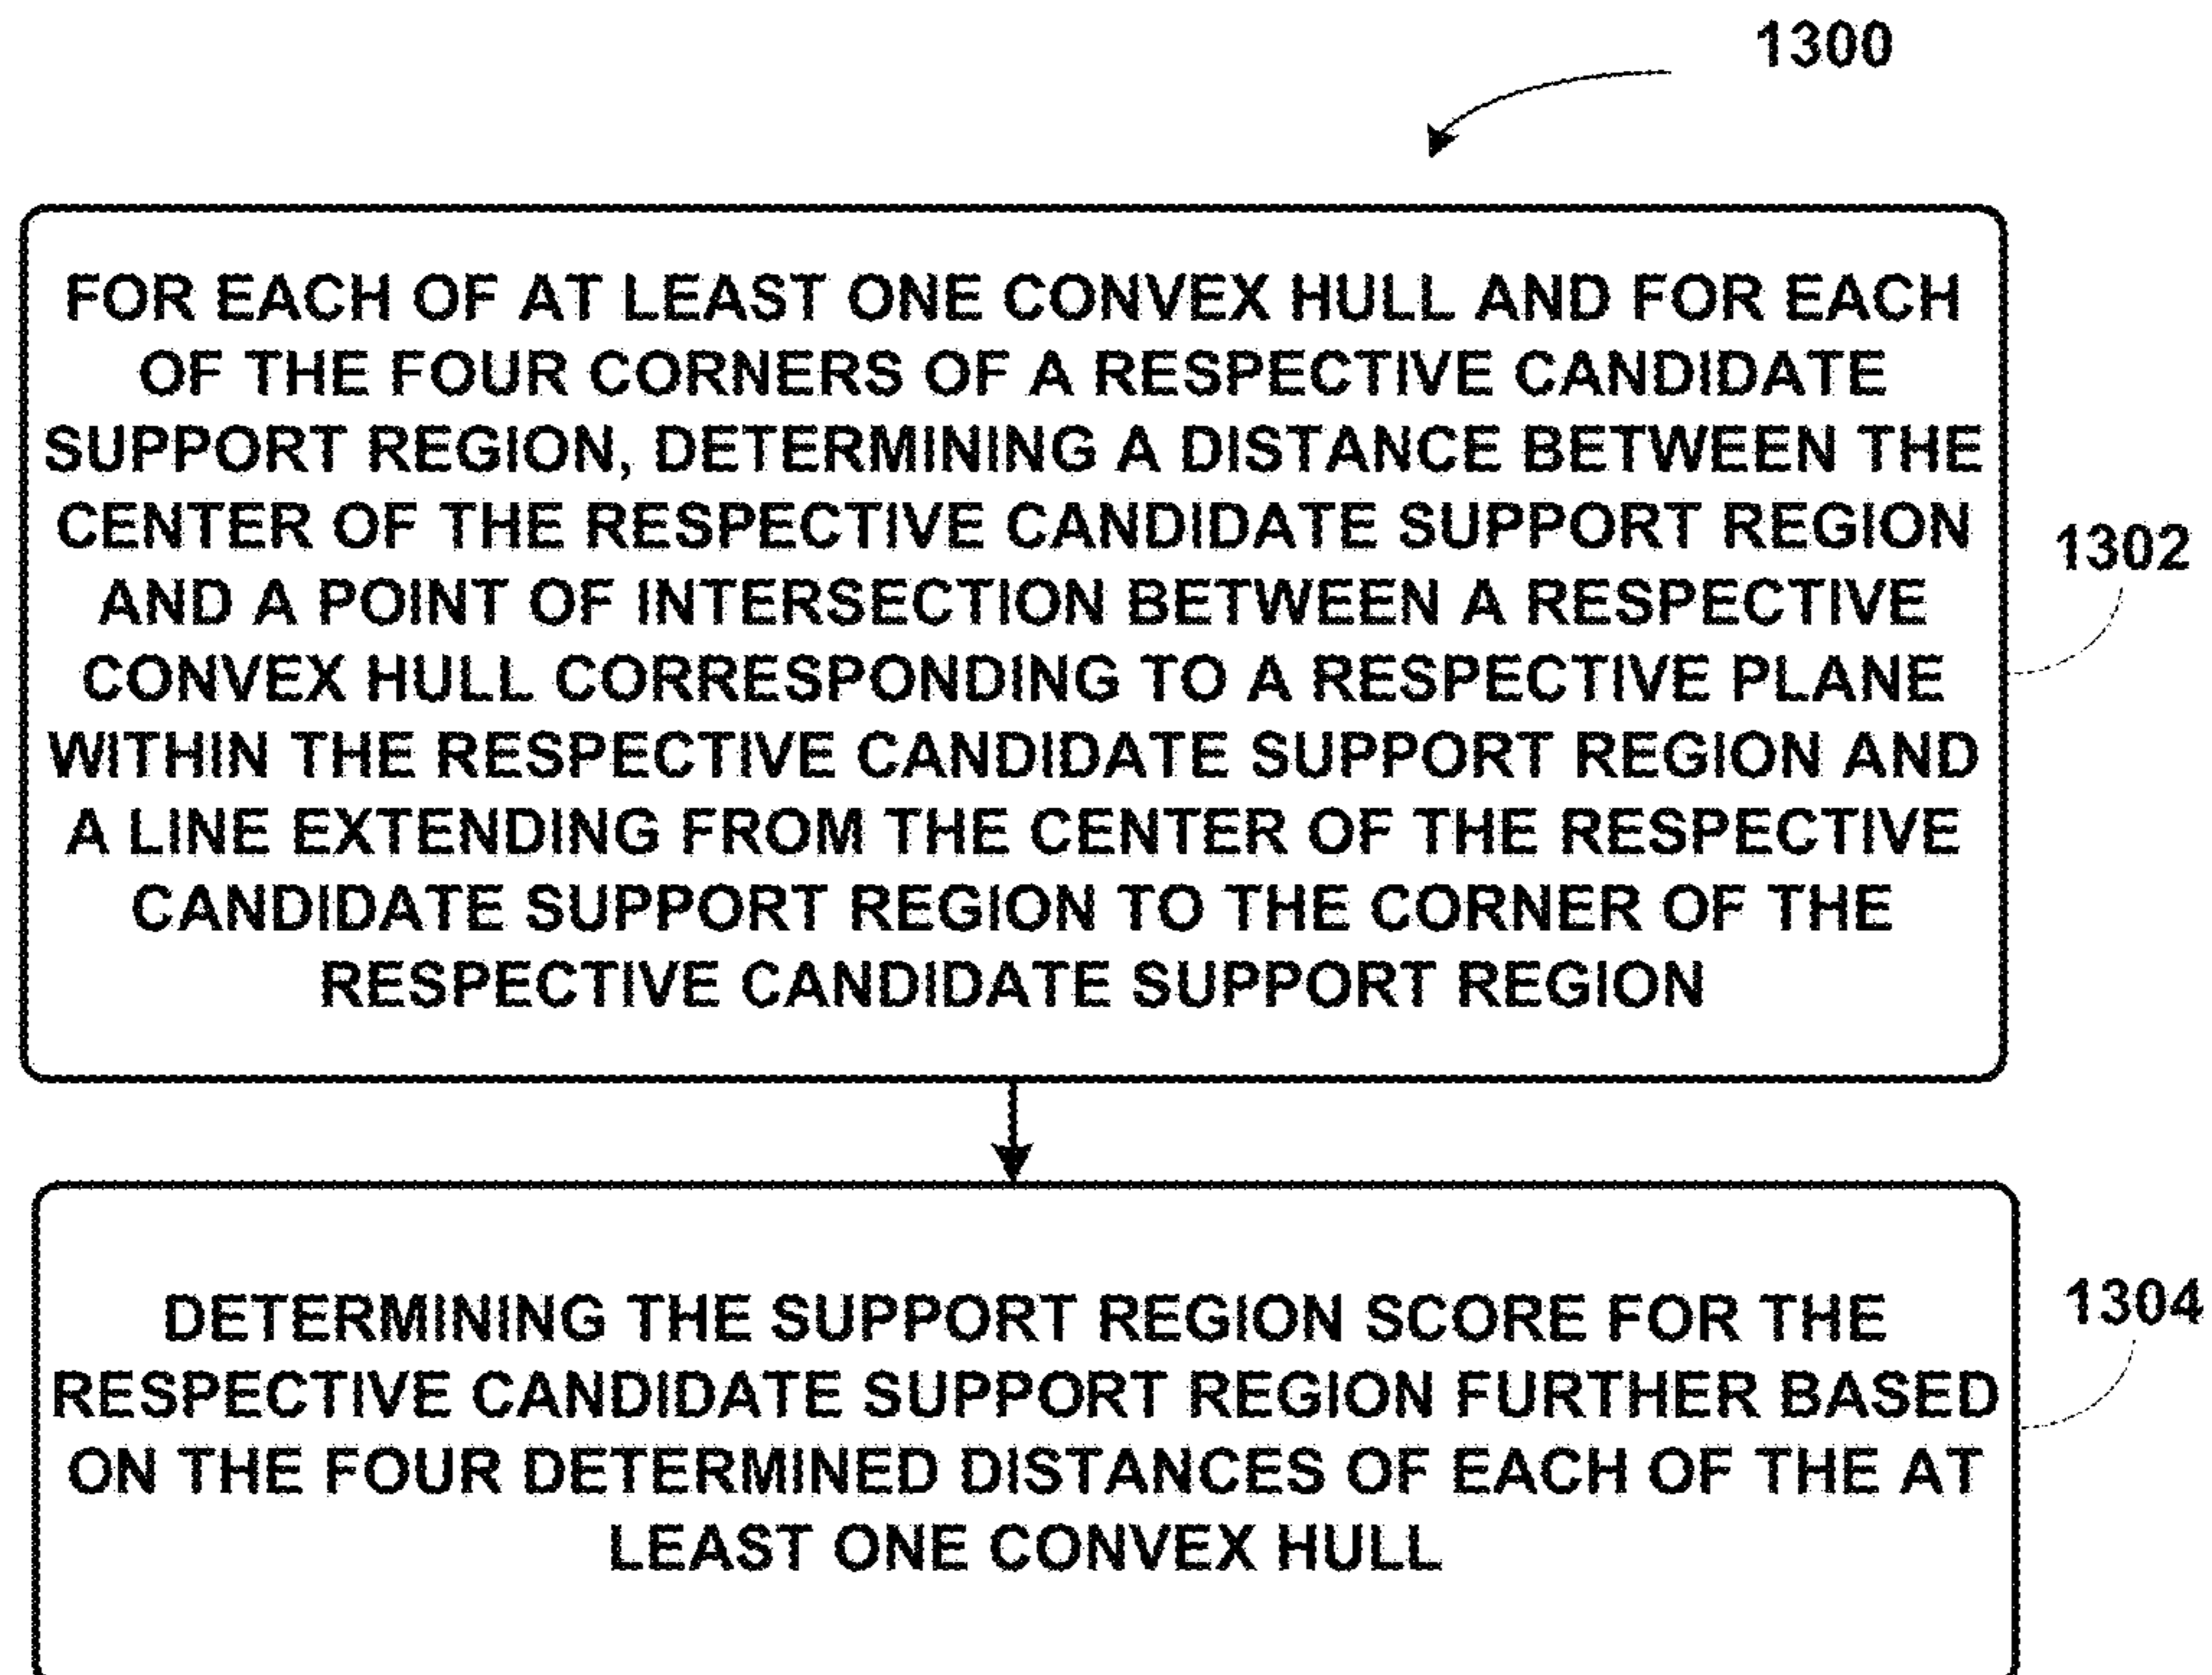 1300
FOR EACH OF AT LEAST ONE CONVEX HULL AND FOR EACH
OF THE FOUR CORNERS OF A RESPECTIVE CANDIDATE
SUPPORT REGION, DETERMINING A DISTANCE BETWEEN THE
CENTER OF THE RESPECTIVE CANDIDATE SUPPORT REGION
AND A POINT OF INTERSECTION BETWEEN A RESPECTIVE
CONVEX HULL CORRESPONDING TO A RESPECTIVE PLANE
WITHIN THE RESPECTIVE CANDIDATE SUPPORT REGION AND
A LINE EXTENDING FROM THE CENTER OF THE RESPECTIVE
CANDIDATE SUPPORT REGION TO THE CORNER OF THE
RESPECTIVE CANDIDATE SUPPORT REGION
1302
DETERMINING THE SUPPORT REGION SCORE FOR THE
RESPECTIVE CANDIDATE SUPPORT REGION FURTHER BASED
ON THE FOUR DETERMINED DISTANCES OF EACH OF THE AT
LEAST ONE CONVEX HULL
1304